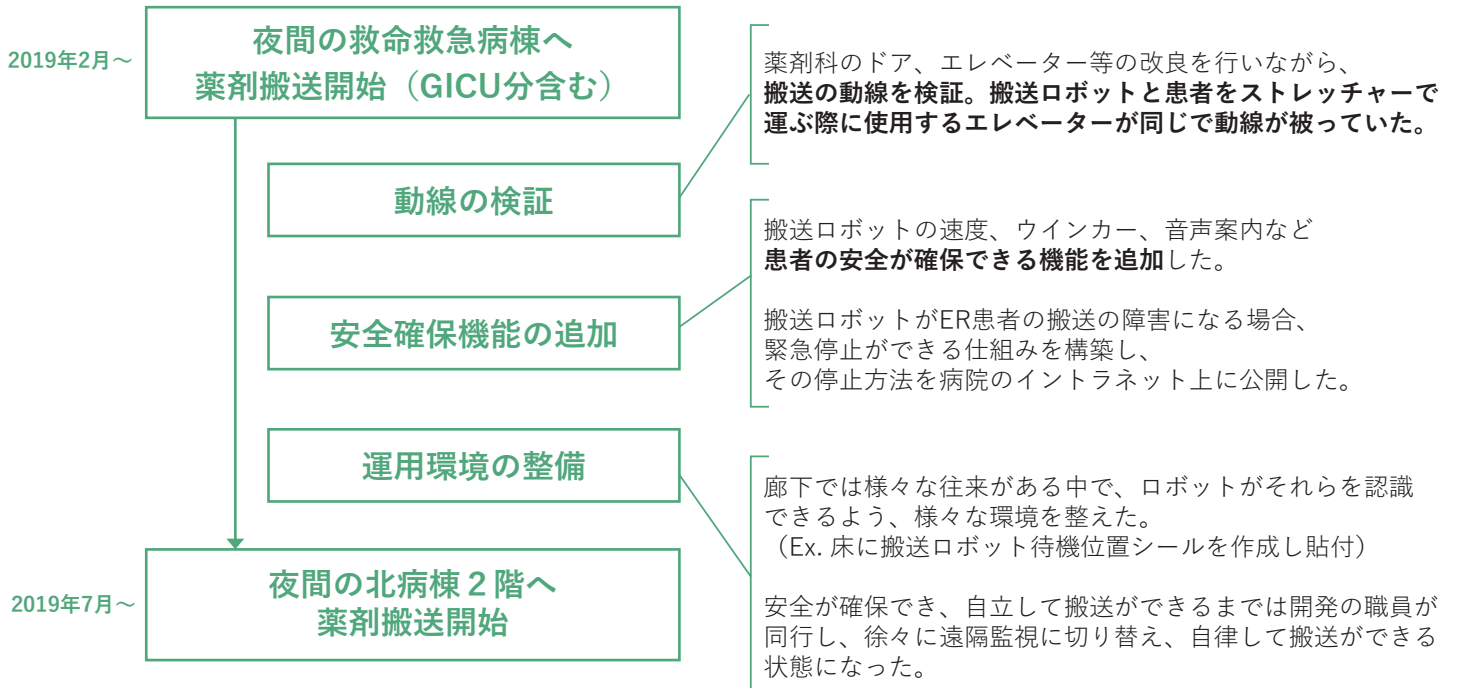 2019年2月～
夜間の救命救急病棟へ
薬剤搬送開始（GICU分含む）
薬剤科のドア、エレベーター等の改良を行いながら、
搬送の動線を検証。搬送ロボットと患者をストレッチャーで
運ぶ際に使用するエレベーターが同じで動線が被っていた。
動線の検証
搬送ロボットの速度、ウインカー、音声案内など
患者の安全が確保できる機能を追加した。
安全確保機能の追加
搬送ロボットがER患者の搬送の障害になる場合、
緊急停止ができる仕組みを構築し、
その停止方法を病院のイントラネット上に公開した。
運用環境の整備
廊下では様々な往来がある中で、ロボットがそれらを認識
できるよう、様々な環境を整えた。
（Ex. 床に搬送ロボット待機位置シールを作成し貼付）
2019年7月～
夜間の北病棟２階へ
薬剤搬送開始
安全が確保でき、自立して搬送ができるまでは開発の職員が
同行し、徐々に遠隔監視に切り替え、自律して搬送ができる
状態になった。